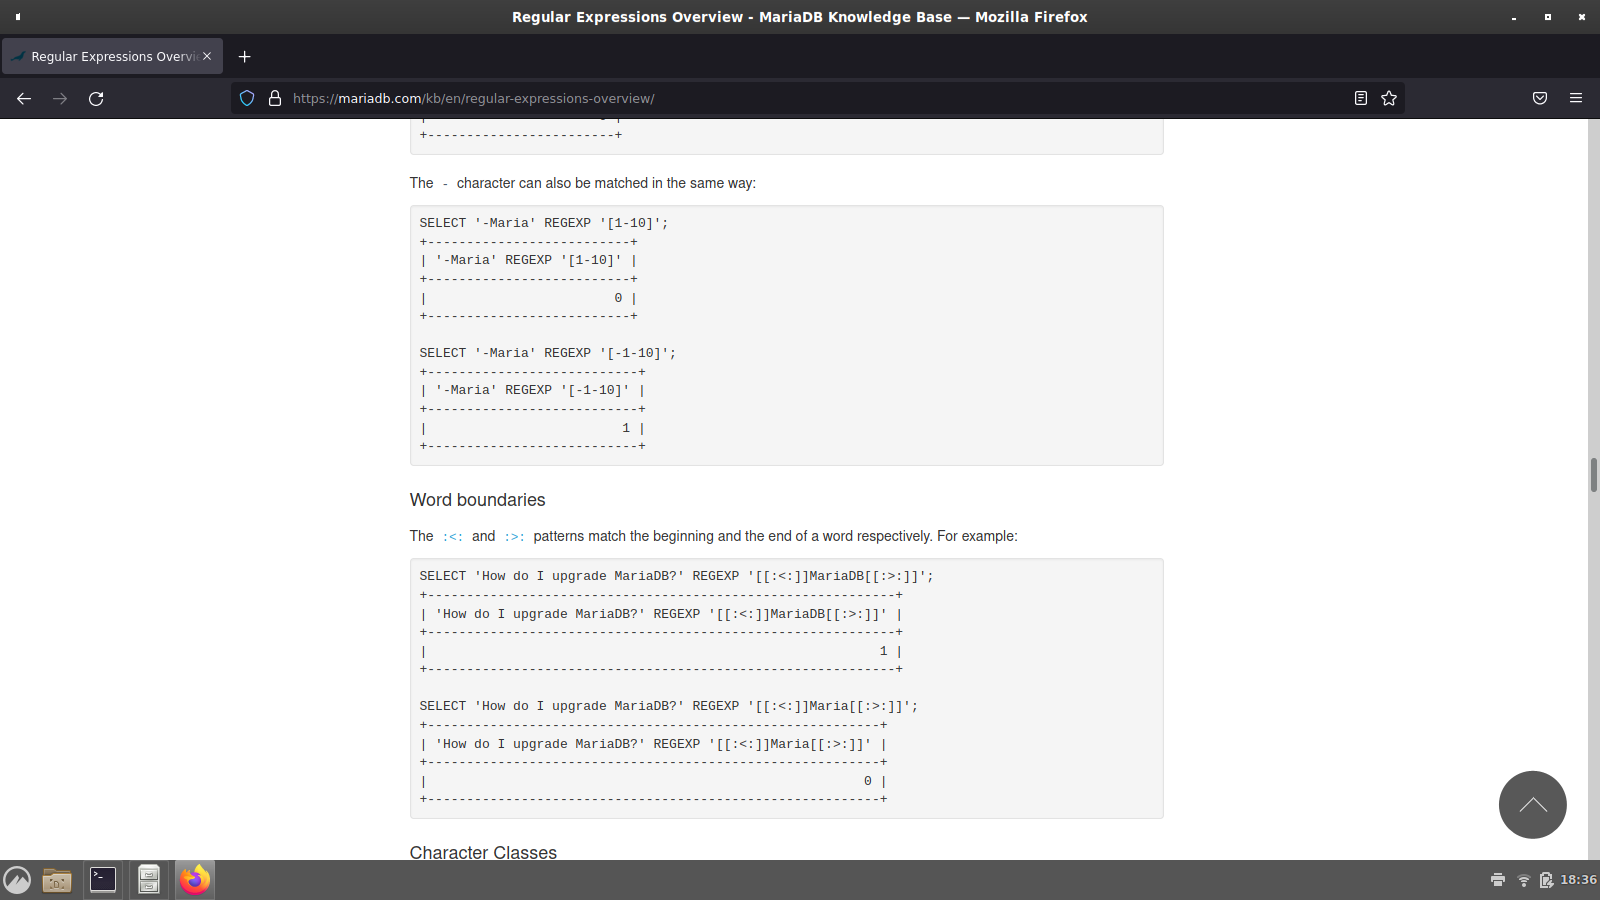 Regular Expressions Overview - MariaDB Knowledge Base — Mozilla Firefox
Regular Expressions Overvi
https://mariadb.com/kb/en/regular-expressions-overview/
+------------------------+
The - character can also be matched in the same way:
SELECT '-Maria' REGEXP '[1-10]';
+--------------------------+
| '-Maria' REGEXP '[1-10]' |
+--------------------------+
|                        0 |
+--------------------------+
SELECT '-Maria' REGEXP '[-1-10]';
+---------------------------+
| '-Maria' REGEXP '[-1-10]' |
+---------------------------+
|                         1 |
+---------------------------+
Word boundaries
The :<: and :>: patterns match the beginning and the end of a word respectively. For example:
SELECT 'How do I upgrade MariaDB?' REGEXP '[[:<:]]MariaDB[[:>:]]';
+------------------------------------------------------------+
| 'How do I upgrade MariaDB?' REGEXP '[[:<:]]MariaDB[[:>:]]' |
+------------------------------------------------------------+
|                                                          1 |
+------------------------------------------------------------+
SELECT 'How do I upgrade MariaDB?' REGEXP '[[:<:]]Maria[[:>:]]';
+----------------------------------------------------------+
| 'How do I upgrade MariaDB?' REGEXP '[[:<:]]Maria[[:>:]]' |
+----------------------------------------------------------+
|                                                        0 |
+----------------------------------------------------------+
Character Classes
18:36